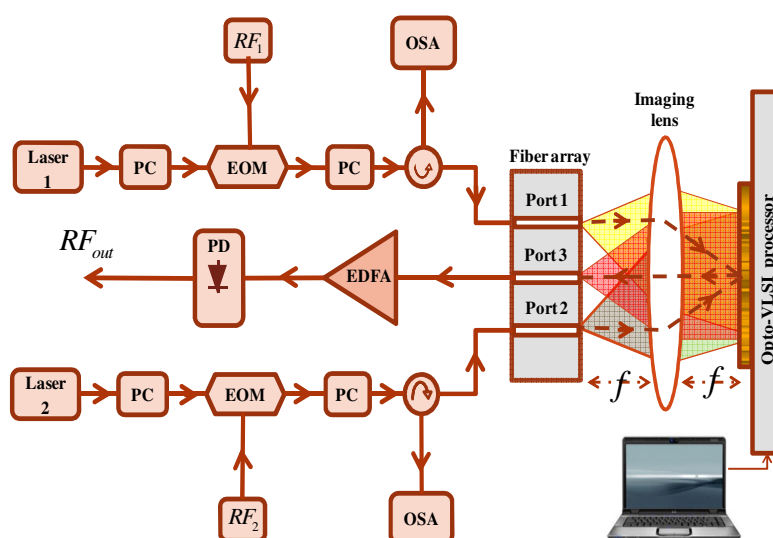 RF1
OSA
Imaging
lens
Laser
1
PC
EOM
PC
Fiber array
Port 1
RFout
PD
EDFA
Port 3
Port 2
Laser
2
PC
EOM
PC
f
f
Opto-VLSI processor
RF2
OSA